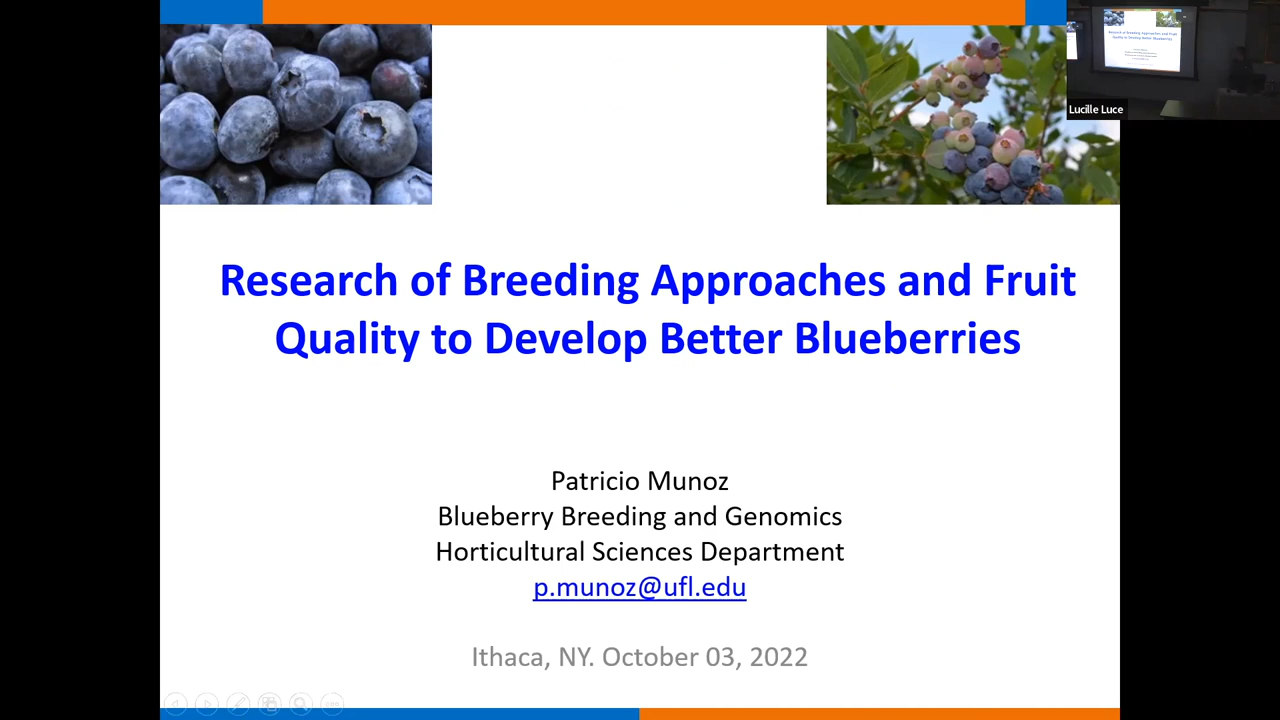 Lucille Luce
Research of Breeding Approaches and Fruit
Quality to Develop Better Blueberries
Patricio Munoz
Blueberry Breeding and Genomics
Horticultural Sciences Department
p.munoz@ufl.edu
Ithaca, NY. October 03, 2022